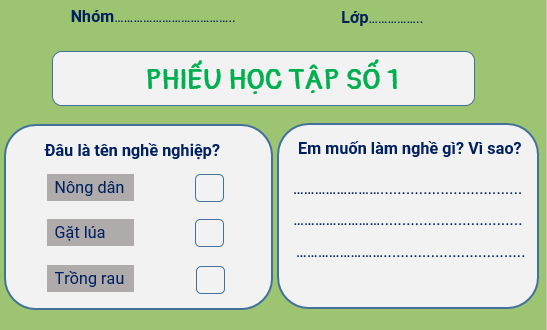 Nhóm………………………………..
Lớp……………..
PHIẾU HỌC TẬP SỐ 1
Đâu là tên nghề nghiệp?
Nông dân
Gặt lúa
Trồng rau
Em muốn làm nghề gì? Vì sao?
……………………..................................
……………………..................................
……………………..................................